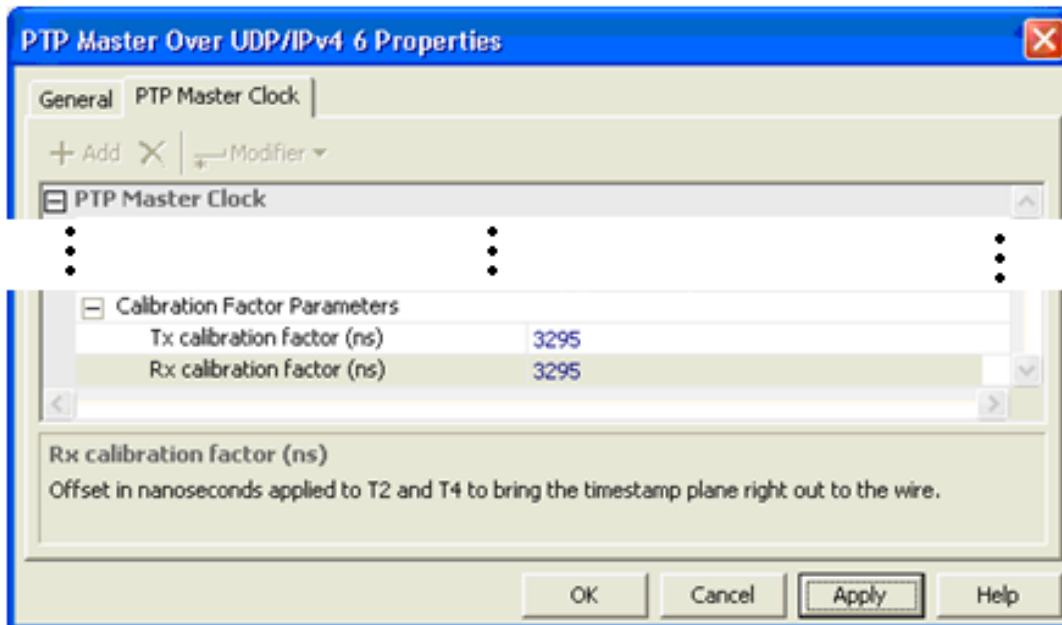 PTP Master Over UDP/IPv4 6 Properties
General PTP Master Clock
Add Modifier
PTP Master Clock
Calibration Factor Parameters
Tx calibration factor (ns) 3295
Rx calibration factor (ns) 3295
Rx calibration factor (ns)
Offset in nanoseconds applied to T2 and T4 to bring the timestamp plane right out to the wire.
OK Cancel Apply Help